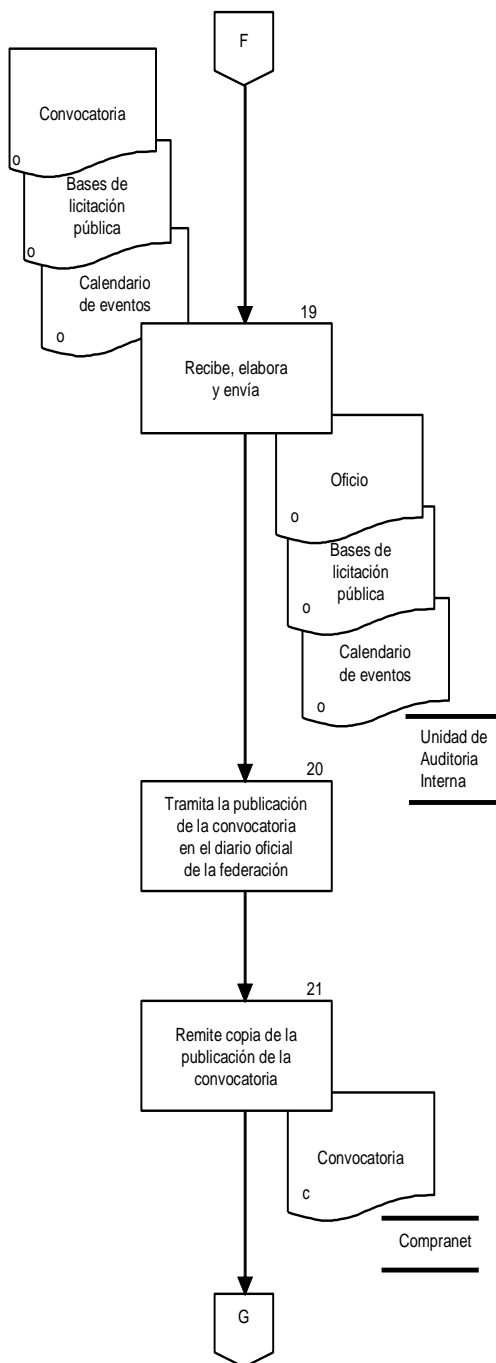 F
Convocatoria
o
Bases de
licitación
pública
o
Calendario
de eventos
o
19
Recibe, elabora
y envía
Oficio
o
Bases de
licitación
pública
o
Calendario
de eventos
o
Unidad de
Auditoria
Interna
20
Tramita la publicación
de la convocatoria
en el diario oficial
de la federación
21
Remite copia de la
publicación de la
convocatoria
Convocatoria
c
Compranet
G